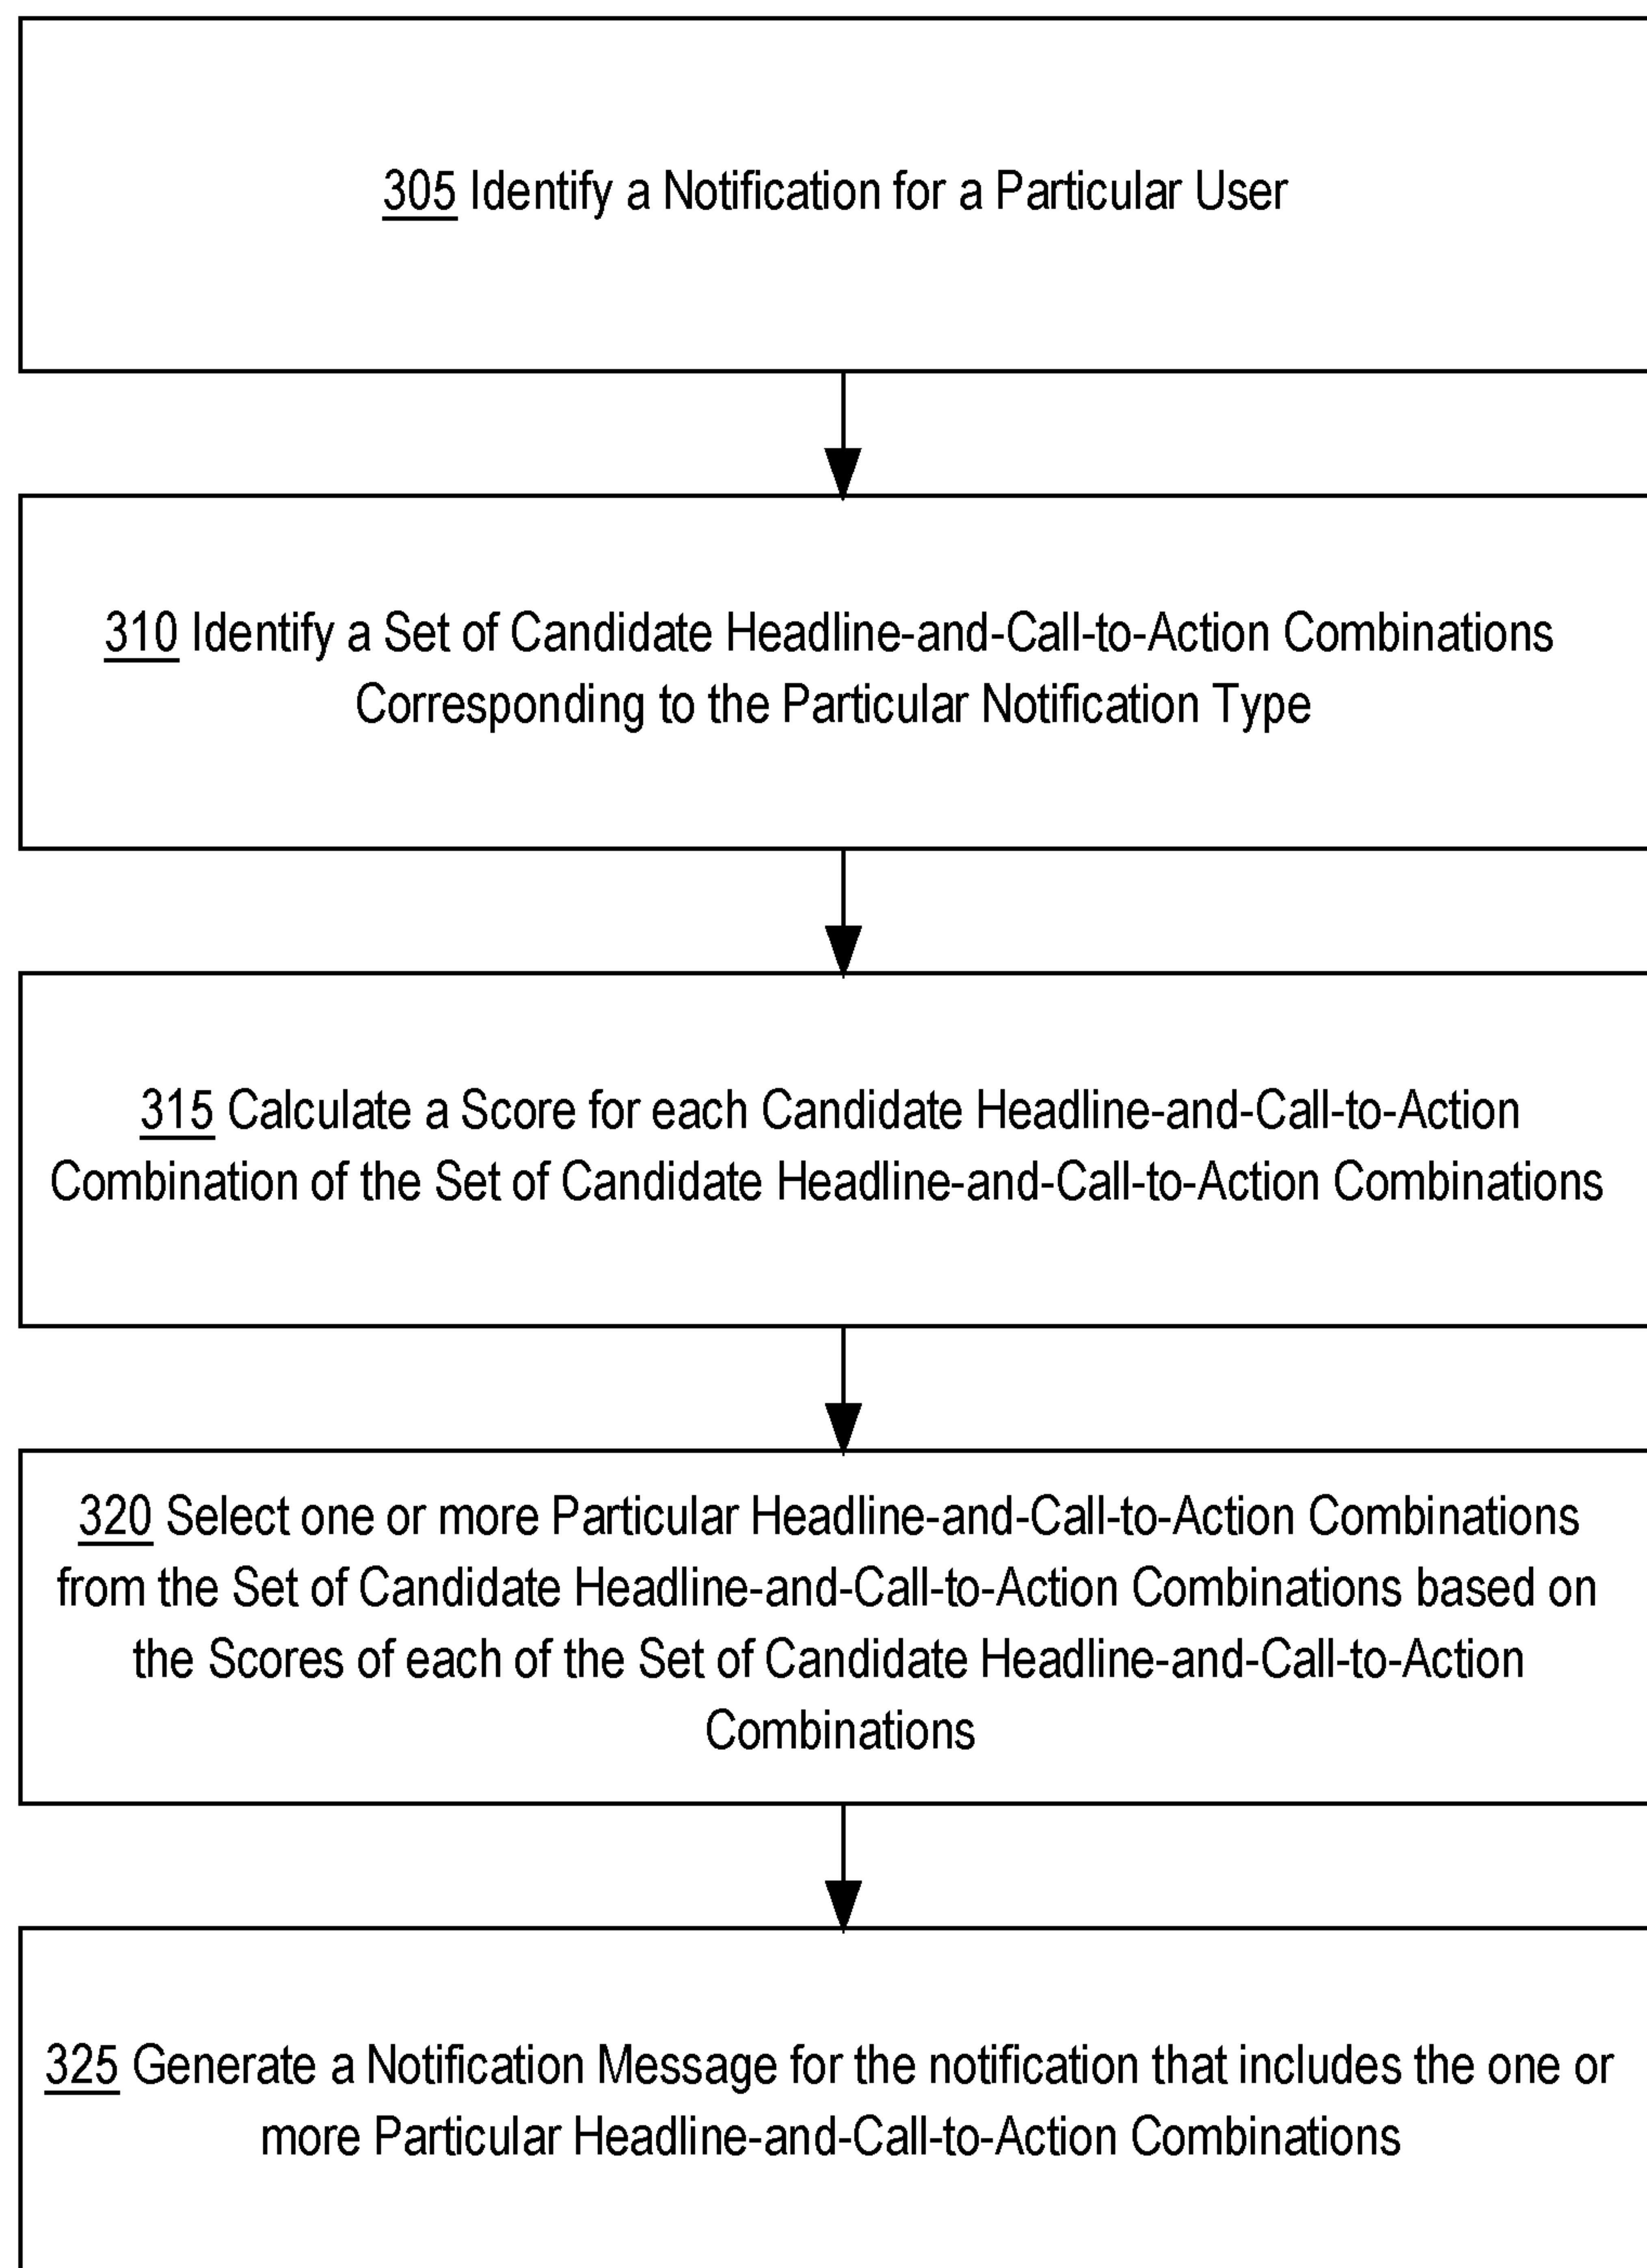 305 Identify a Notification for a Particular User
310 Identify a Set of Candidate Headline-and-Call-to-Action Combinations
Corresponding to the Particular Notification Type
315 Calculate a Score for each Candidate Headline-and-Call-to-Action
Combination of the Set of Candidate Headline-and-Call-to-Action Combinations
320 Select one or more Particular Headline-and-Call-to-Action Combinations
from the Set of Candidate Headline-and-Call-to-Action Combinations based on
the Scores of each of the Set of Candidate Headline-and-Call-to-Action
Combinations
325 Generate a Notification Message for the notification that includes the one or
more Particular Headline-and-Call-to-Action Combinations